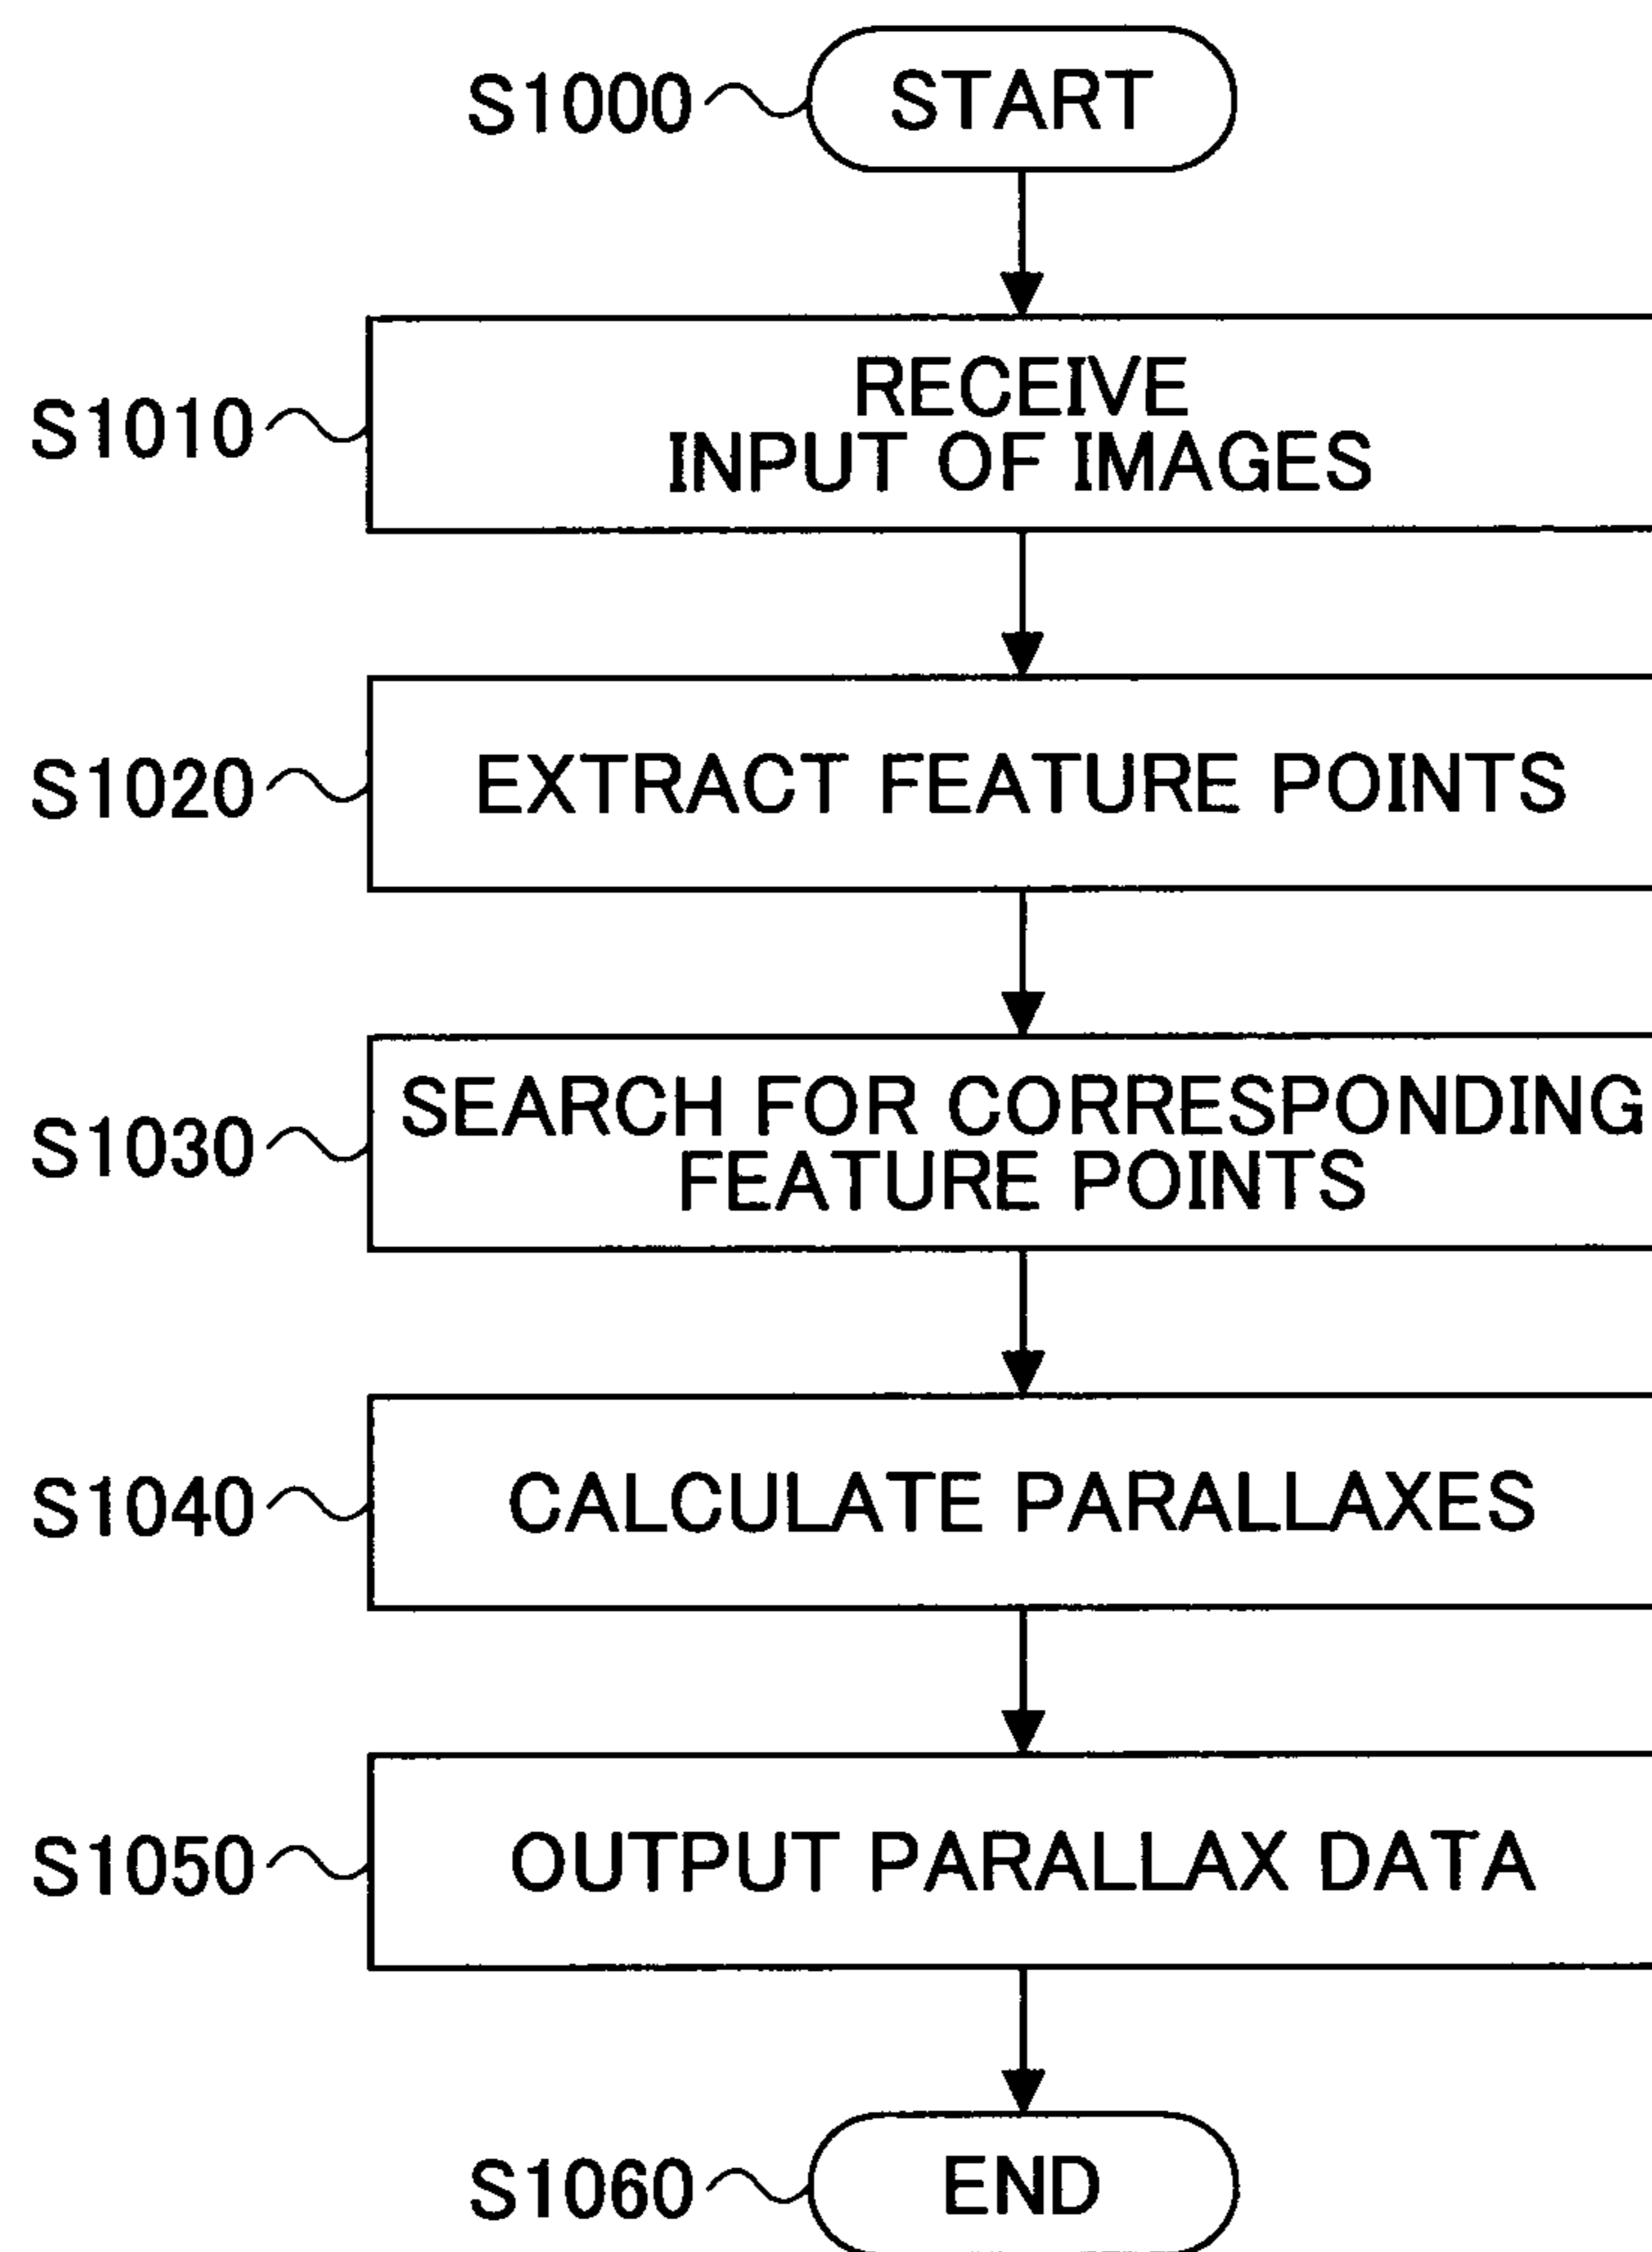 S1000 START
S1010
RECEIVE
INPUT OF IMAGES
S1020 EXTRACT FEATURE POINTS
S1030
SEARCH FOR CORRESPONDING
FEATURE POINTS
S1040 CALCULATE PARALLAXES
S1050 OUTPUT PARALLAX DATA
S1060 END